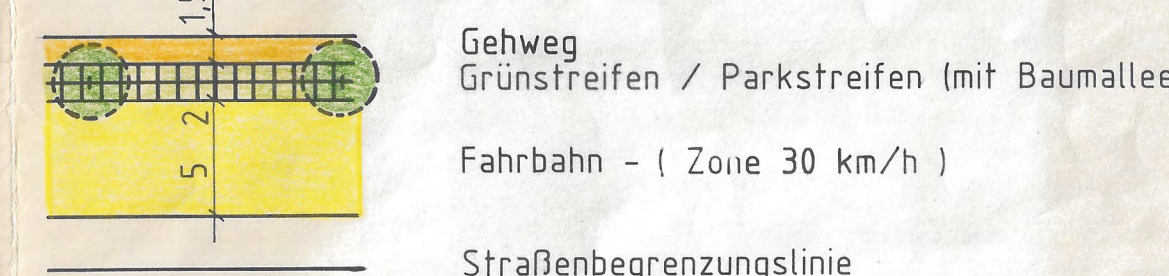 Gehweg
Grünstreifen / Parkstreifen (mit Baumallee
2
Fahrbahn - ( Zone 30 km/h )
5
Straßenbegrenzungslinie